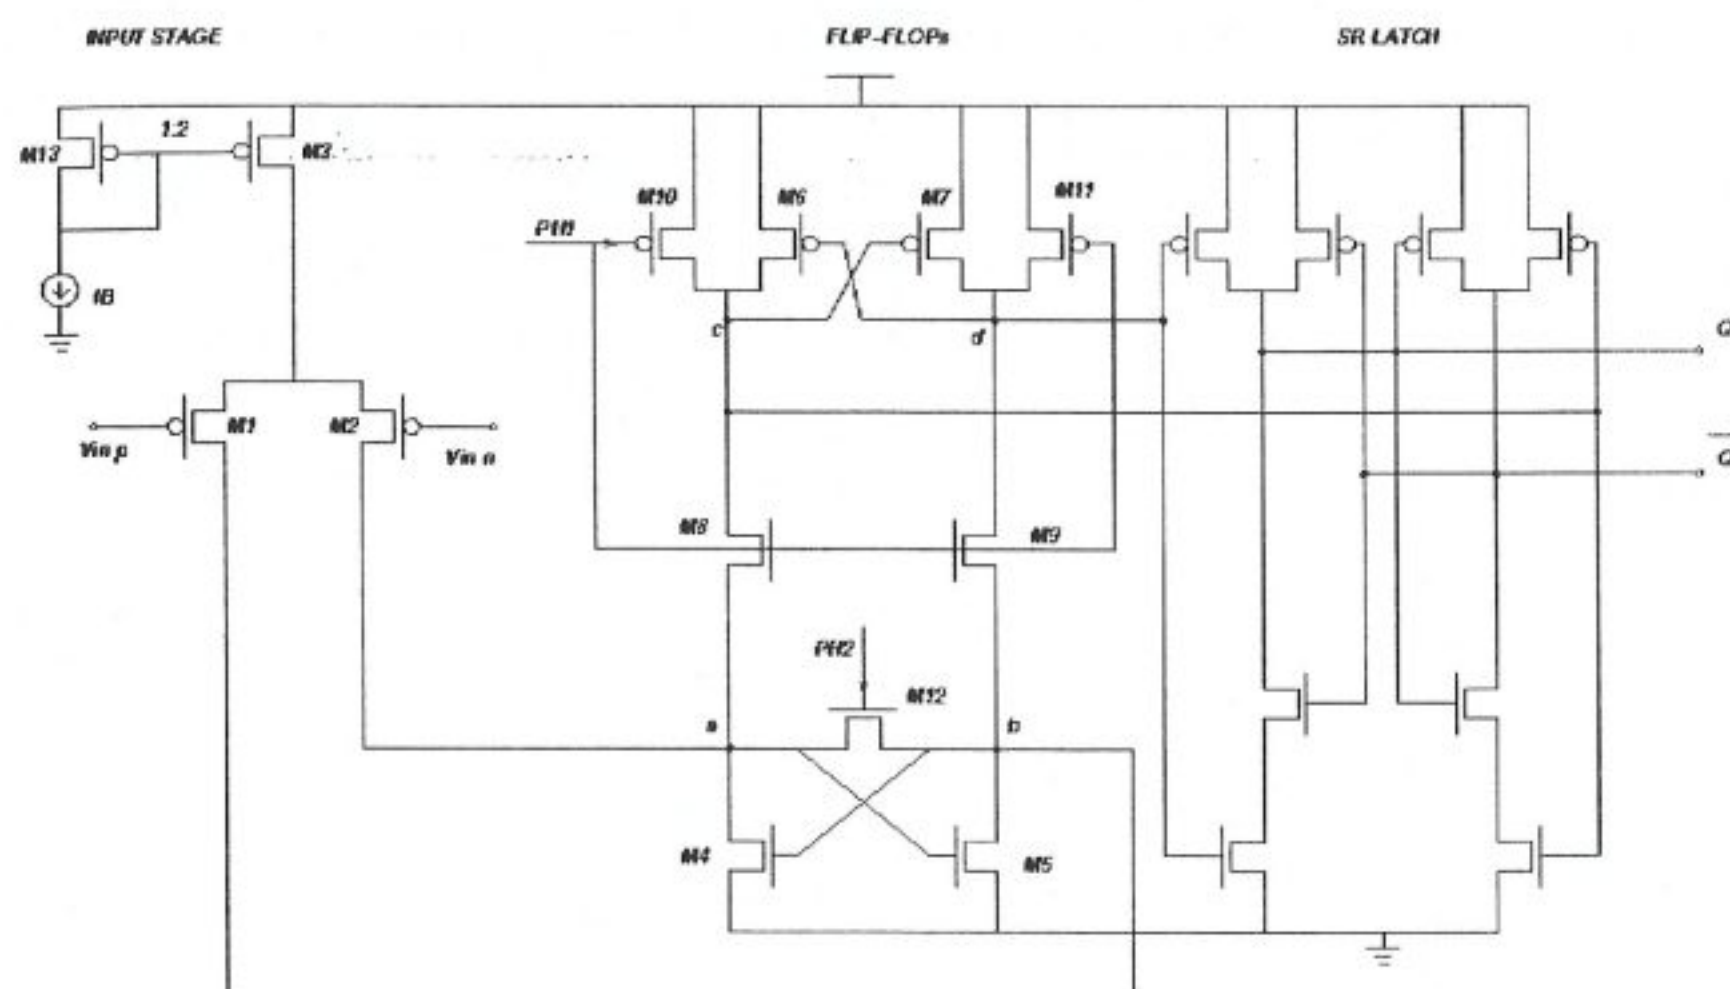 INPUT STAGE
FLIP-FLOPs
SR LATCH
M13
1:2
M3
M10
M6
M7
M11
PH1
IB
c
d
Q
M1
M2
Vin p
Vin n
Q
M8
M9
PH2
M12
a
b
M4
M5